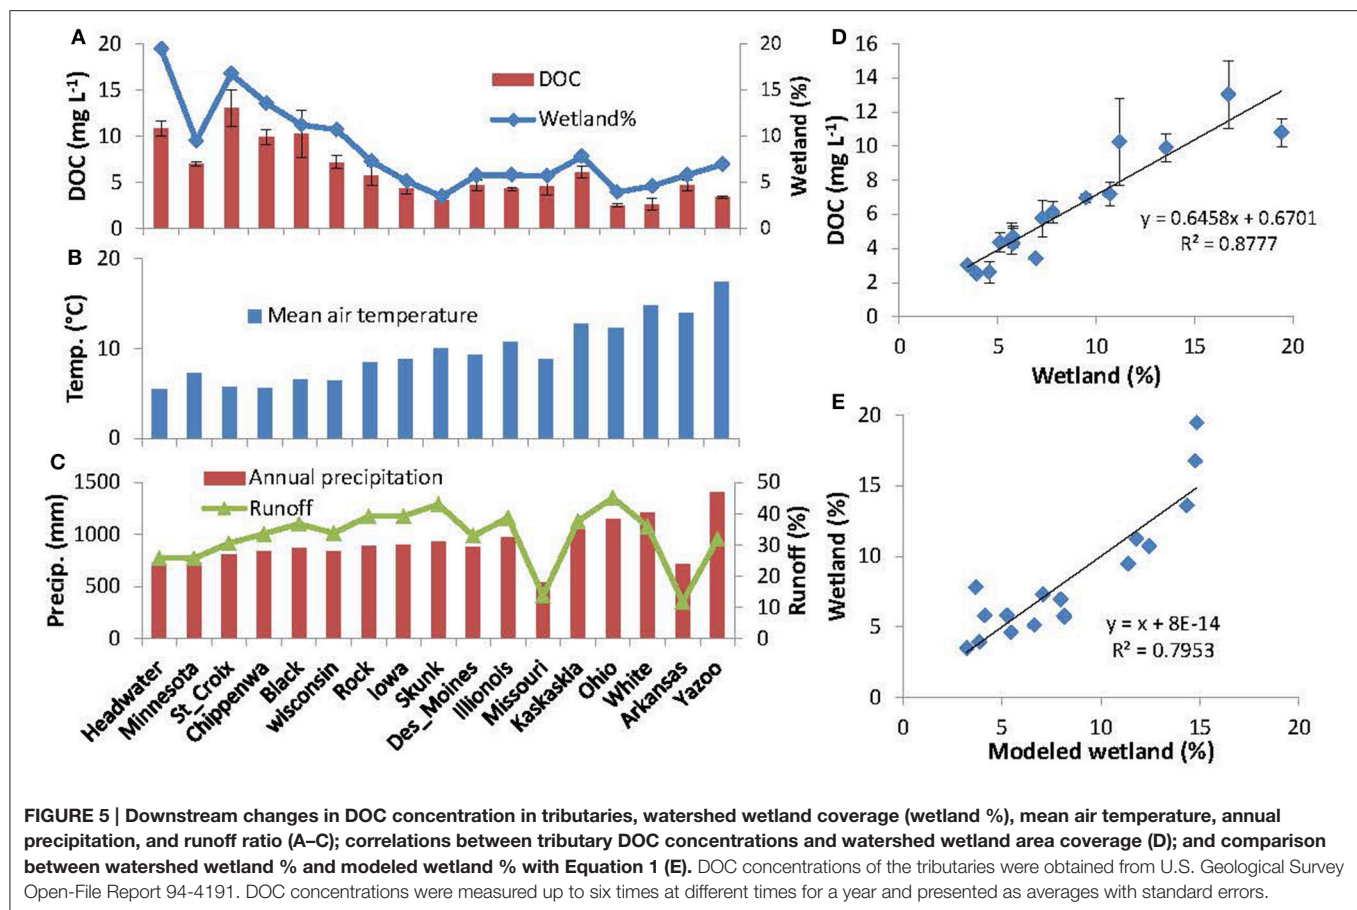 A
20
15
10
5
0
DOC (mg L-1)
DOC
Wetland%
20
15
10
5
0
Wetland (%)
B
20
10
0
Temp. (°C)
Mean air temperature
C
1500
1000
500
0
Precip. (mm)
Annual precipitation
Runoff
50
40
30
20
10
0
Runoff (%)
Headwater
Minnesota
St_Croix
Chippenwa
Black
wisconsin
Rock
Iowa
Skunk
Des_Moines
Illionois
Missouri
Kaskaskia
Ohio
White
Arkansas
Yazoo
D
16
14
12
10
8
6
4
2
0
DOC (mg L-1)
y = 0.6458x + 0.6701
R² = 0.8777
0 5 10 15 20
Wetland (%)
E
20
15
10
5
0
Wetland (%)
y = x + 8E-14
R² = 0.7953
0 5 10 15 20
Modeled wetland (%)
FIGURE 5 | Downstream changes in DOC concentration in tributaries, watershed wetland coverage (wetland %), mean air temperature, annual
precipitation, and runoff ratio (A–C); correlations between tributary DOC concentrations and watershed wetland area coverage (D); and comparison
between watershed wetland % and modeled wetland % with Equation 1 (E). DOC concentrations of the tributaries were obtained from U.S. Geological Survey
Open-File Report 94-4191. DOC concentrations were measured up to six times at different times for a year and presented as averages with standard errors.